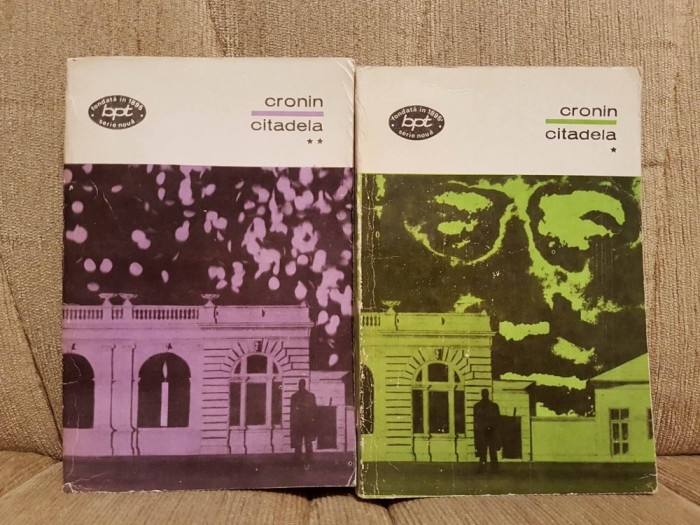 fondată în 1895
bpt
serie nouă
cronin
citadela
**
fondată în 1895
bpt
serie nouă
cronin
citadela
*